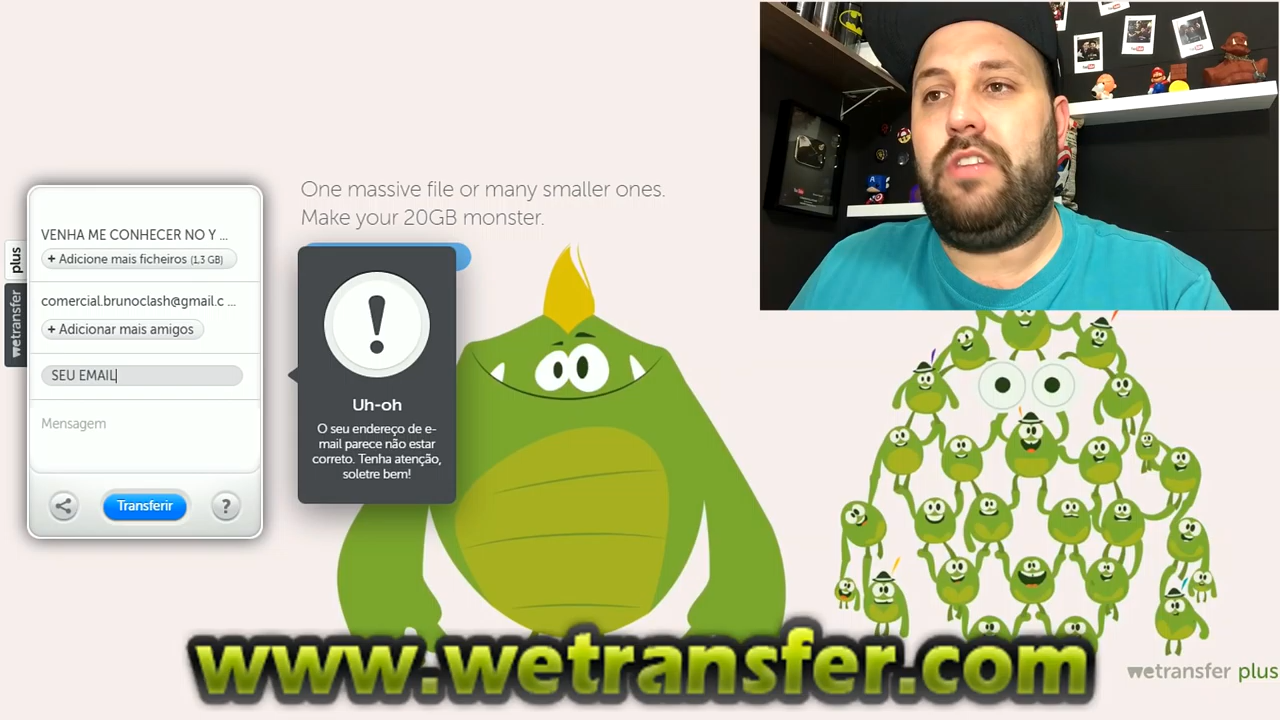 One massive file or many smaller ones.
Make your 20GB monster.
plus
wetransfer
VENHA ME CONHECER NO Y ...
+ Adicione mais ficheiros (1,3 GB)
comercial.brunoclash@gmail.c ...
+ Adicionar mais amigos
SEU EMAIL
Mensagem
Transferir
?
!
Uh-oh
O seu endereço de e-
mail parece não estar
correto. Tenha atenção,
soletre bem!
www.wetransfer.com
wetransfer plus